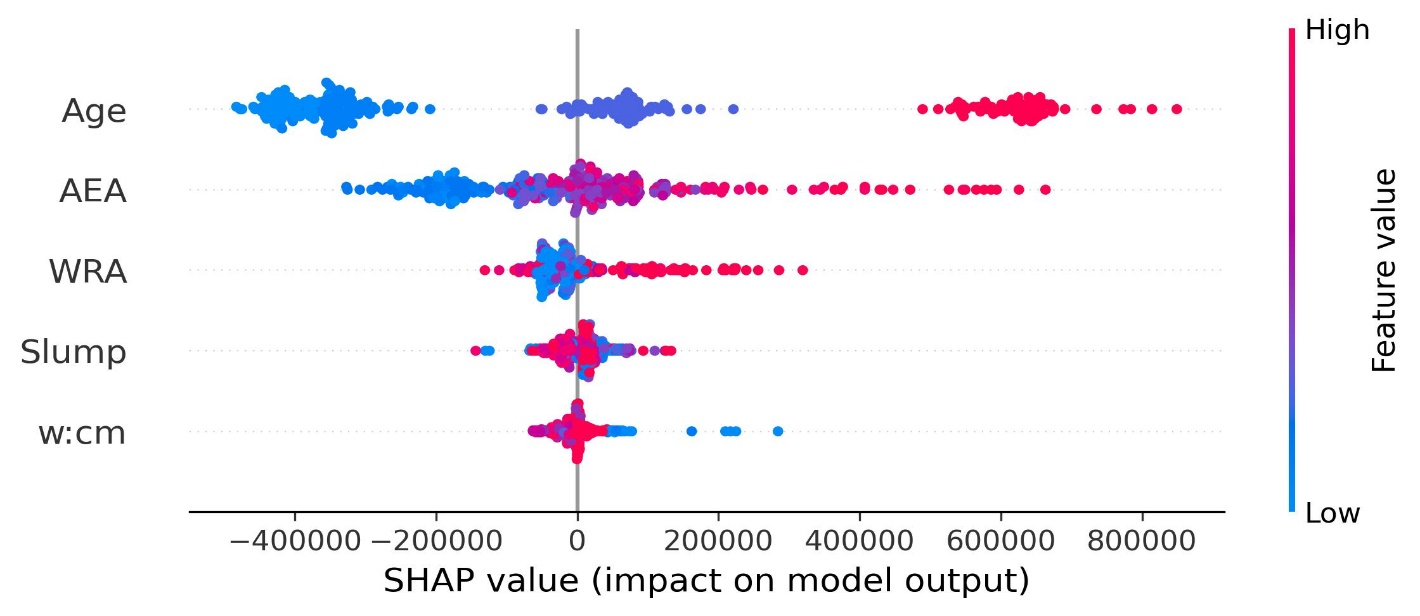 High
Age
AEA
WRA
Slump
w:cm
Feature value
Low
−400000 −200000 0 200000 400000 600000 800000
SHAP value (impact on model output)